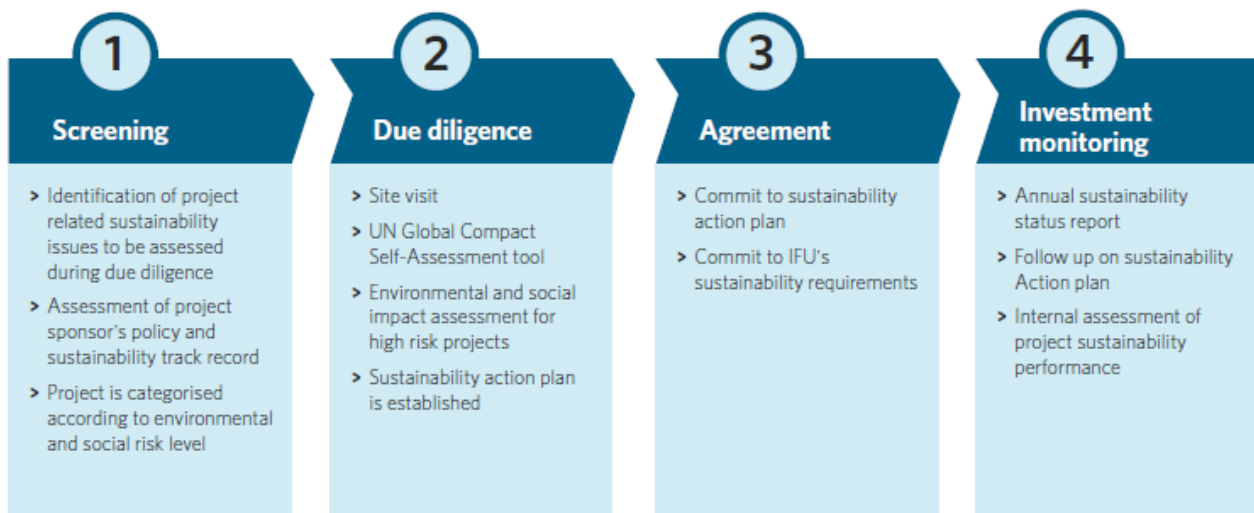 1
Screening
> Identification of project
related sustainability
issues to be assessed
during due diligence
> Assessment of project
sponsor's policy and
sustainability track record
> Project is categorised
according to environmental
and social risk level
2
Due diligence
> Site visit
> UN Global Compact
Self-Assessment tool
> Environmental and social
impact assessment for
high risk projects
> Sustainability action plan
is established
3
Agreement
> Commit to sustainability
action plan
> Commit to IFU's
sustainability requirements
4
Investment
monitoring
> Annual sustainability
status report
> Follow up on sustainability
Action plan
> Internal assessment of
project sustainability
performance